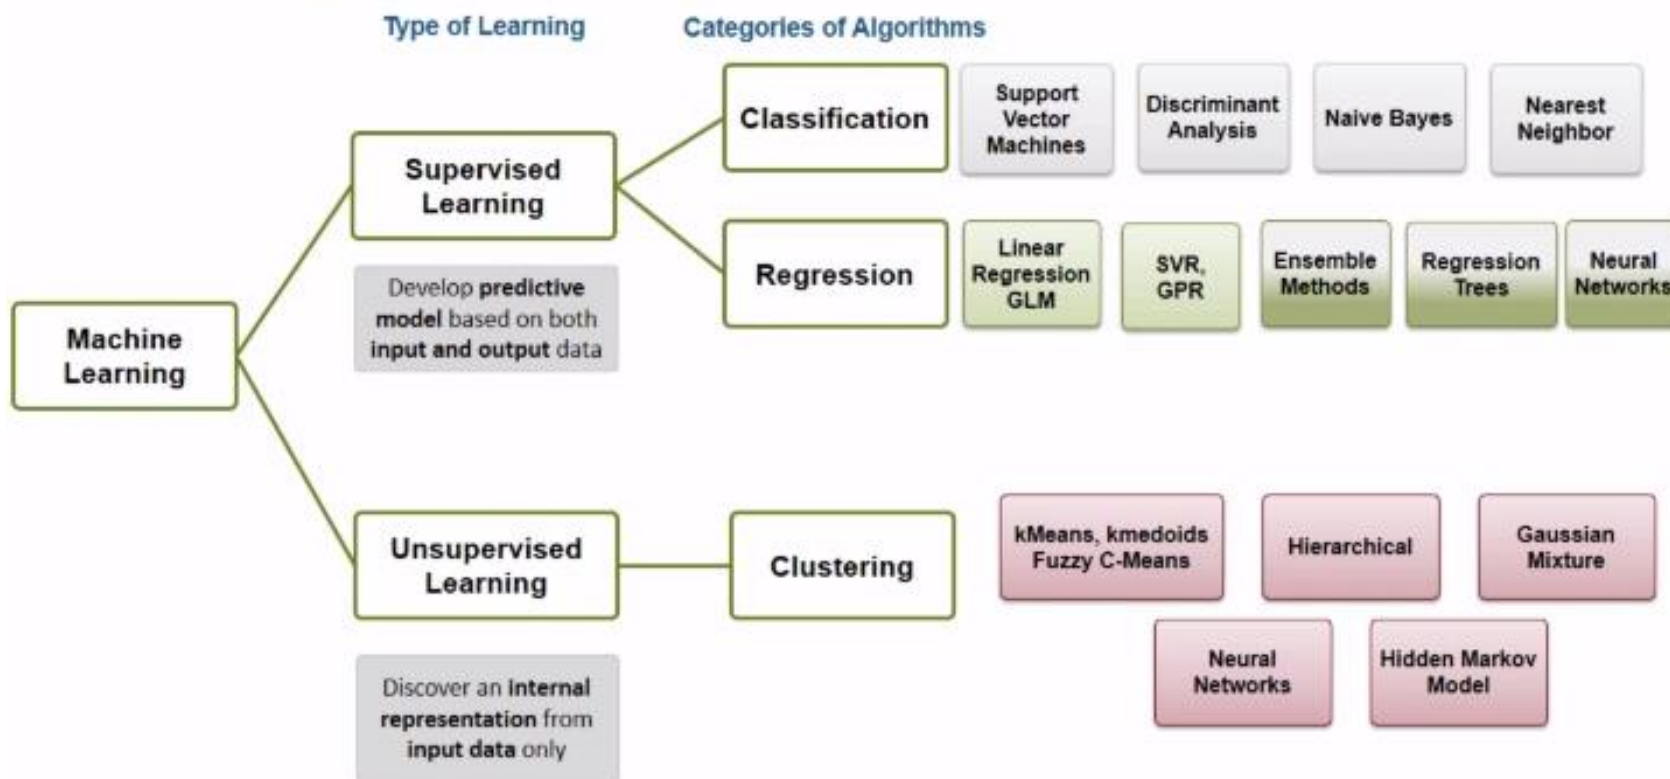 Type of Learning
Categories of Algorithms
Classification
Support
Vector
Machines
Discriminant
Analysis
Naive Bayes
Nearest
Neighbor
Supervised
Learning
Regression
Linear
Regression
GLM
SVR,
GPR
Ensemble
Methods
Regression
Trees
Neural
Networks
Develop predictive
model based on both
input and output data
Machine
Learning
Unsupervised
Learning
Clustering
kMeans, kmedoids
Fuzzy C-Means
Hierarchical
Gaussian
Mixture
Neural
Networks
Hidden Markov
Model
Discover an internal
representation from
input data only